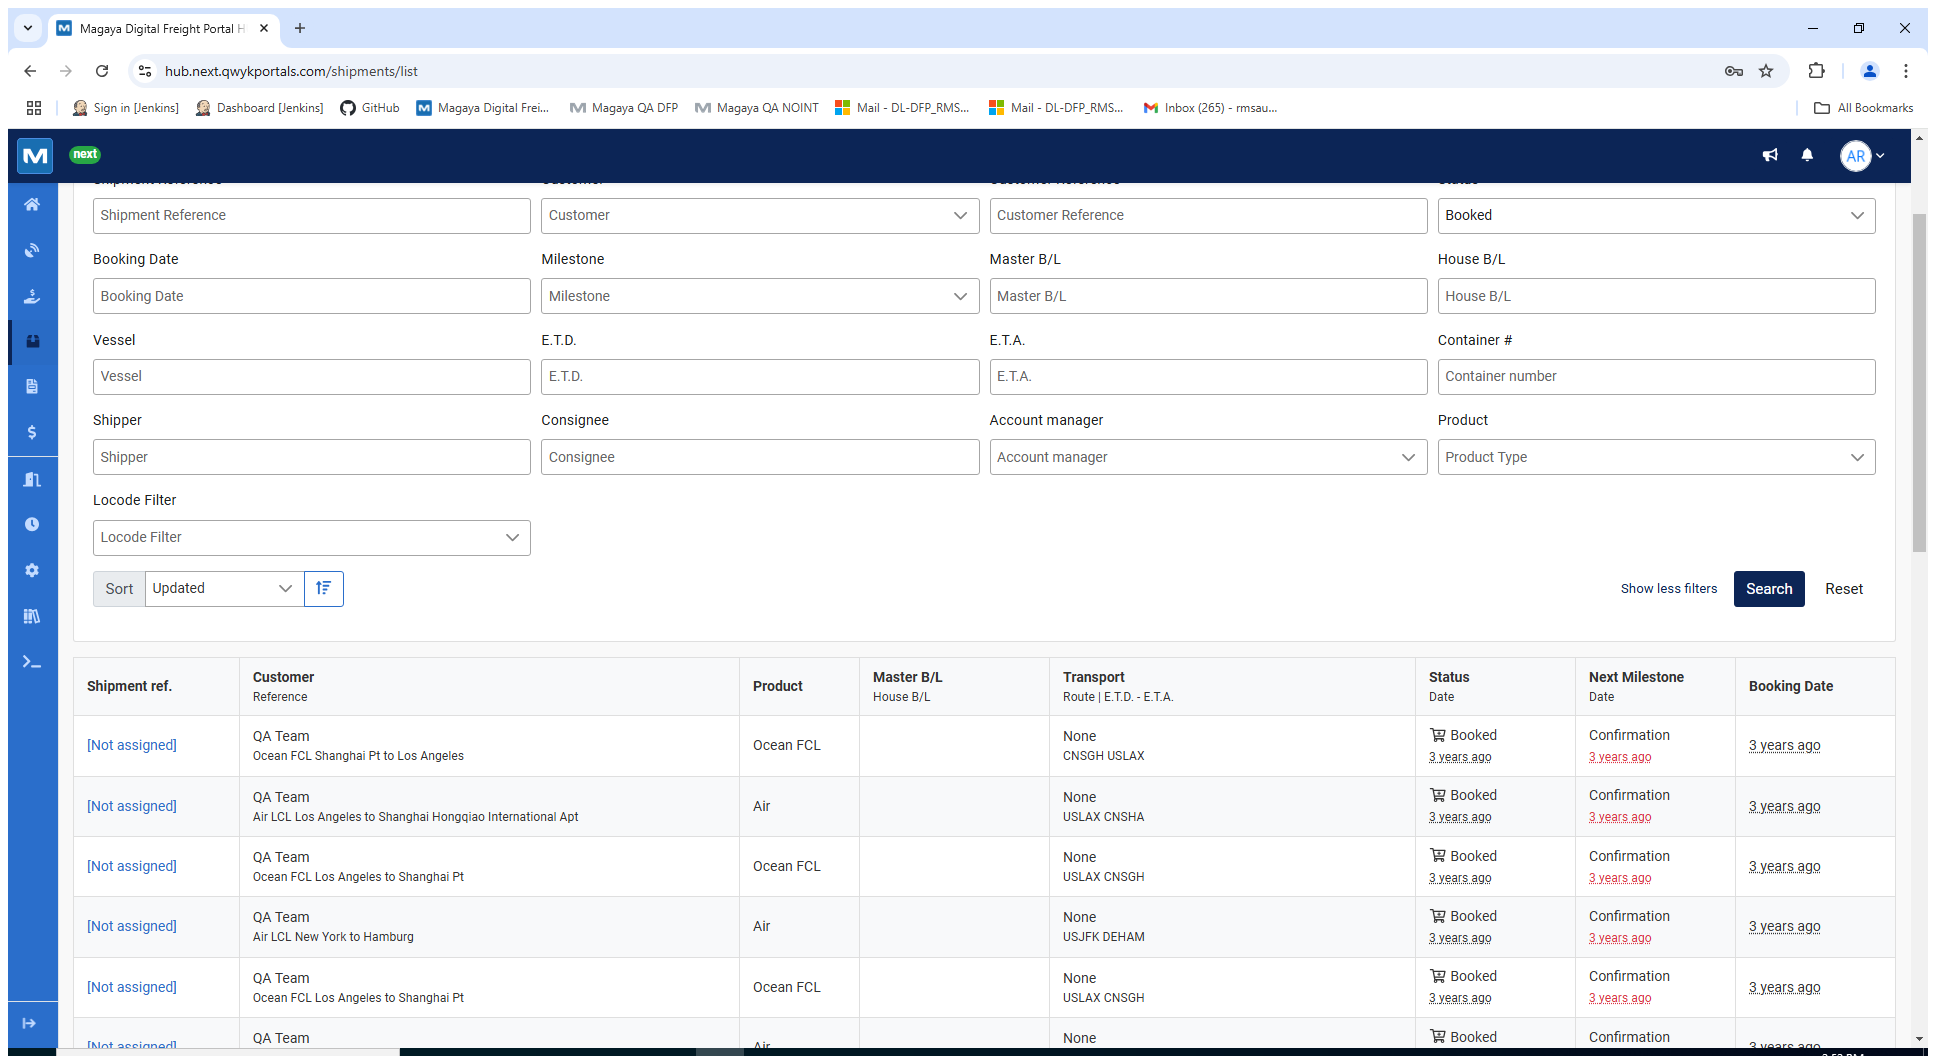 Magaya Digital Freight Portal H
hub.next.qwykportals.com/shipments/list
Sign in [Jenkins]
Dashboard [Jenkins]
GitHub
Magaya Digital Frei...
Magaya QA DFP
Magaya QA NOINT
Mail - DL-DFP_RMS...
Mail - DL-DFP_RMS...
Inbox (265) - rmsau...
All Bookmarks
next
AR
Shipment Reference
Customer
Customer Reference
Status
Shipment Reference
Customer
Customer Reference
Booked
Booking Date
Milestone
Master B/L
House B/L
Booking Date
Milestone
Master B/L
House B/L
Vessel
E.T.D.
E.T.A.
Container #
Vessel
E.T.D.
E.T.A.
Container number
Shipper
Consignee
Account manager
Product
Shipper
Consignee
Account manager
Product Type
Locode Filter
Locode Filter
Sort
Updated
Show less filters
Search
Reset
Shipment ref.
Customer
Reference
Product
Master B/L
House B/L
Transport
Route | E.T.D. - E.T.A.
Status
Date
Next Milestone
Date
Booking Date
[Not assigned]
QA Team
Ocean FCL Shanghai Pt to Los Angeles
Ocean FCL
None
CNSGH USLAX
Booked
3 years ago
Confirmation
3 years ago
3 years ago
[Not assigned]
QA Team
Air LCL Los Angeles to Shanghai Hongqiao International Apt
Air
None
USLAX CNSHA
Booked
3 years ago
Confirmation
3 years ago
3 years ago
[Not assigned]
QA Team
Ocean FCL Los Angeles to Shanghai Pt
Ocean FCL
None
USLAX CNSGH
Booked
3 years ago
Confirmation
3 years ago
3 years ago
[Not assigned]
QA Team
Air LCL New York to Hamburg
Air
None
USJFK DEHAM
Booked
3 years ago
Confirmation
3 years ago
3 years ago
[Not assigned]
QA Team
Ocean FCL Los Angeles to Shanghai Pt
Ocean FCL
None
USLAX CNSGH
Booked
3 years ago
Confirmation
3 years ago
3 years ago
[Not assigned]
QA Team
Air
None
Booked
Confirmation
3 years ago